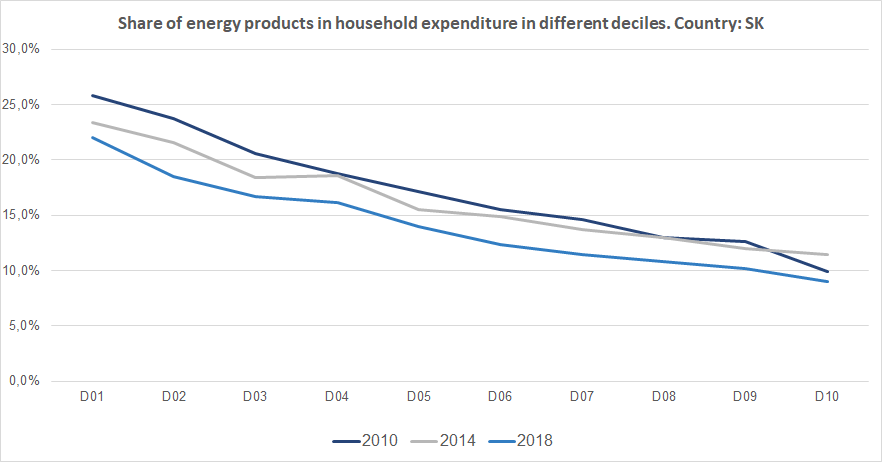 Share of energy products in household expenditure in different deciles. Country: SK
30,0%
25,0%
20,0%
15,0%
10,0%
5,0%
0,0%
D01 D02 D03 D04 D05 D06 D07 D08 D09 D10
2010 2014 2018